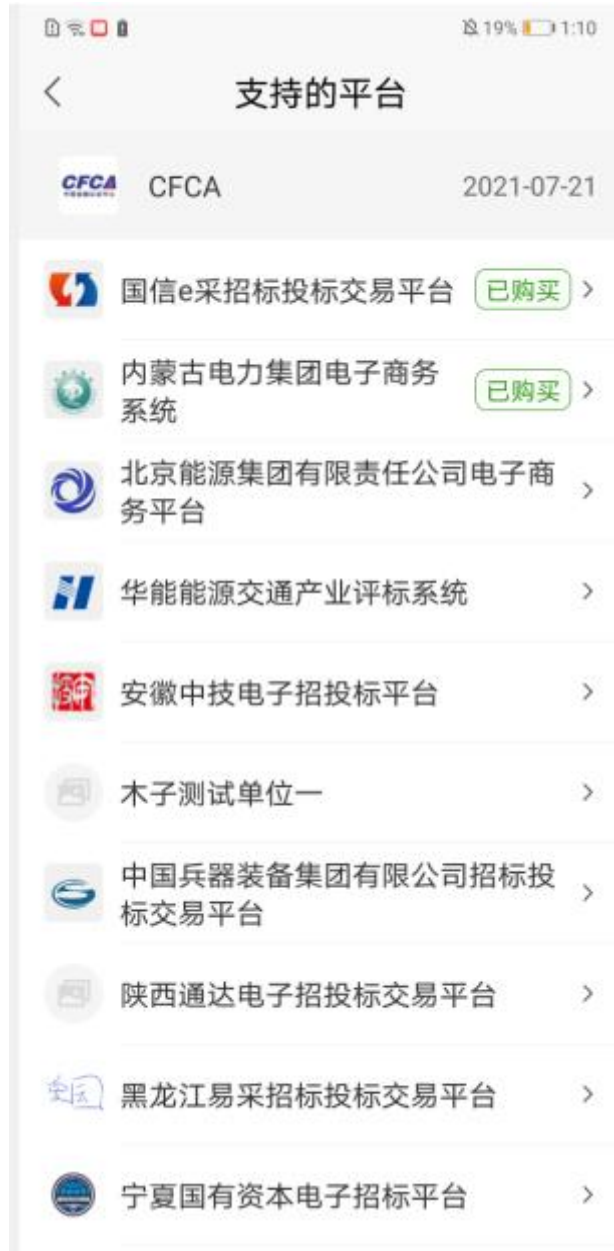 19% 1:10
支持的平台
CFCA CFCA 2021-07-21
国信e采招标投标交易平台 已购买
内蒙古电力集团电子商务
系统 已购买
北京能源集团有限责任公司电子商
务平台
华能能源交通产业评标系统
安徽中技电子招投标平台
木子测试单位一
中国兵器装备集团有限公司招标投
标交易平台
陕西通达电子招投标交易平台
黑龙江易采招标投标交易平台
宁夏国有资本电子招标平台